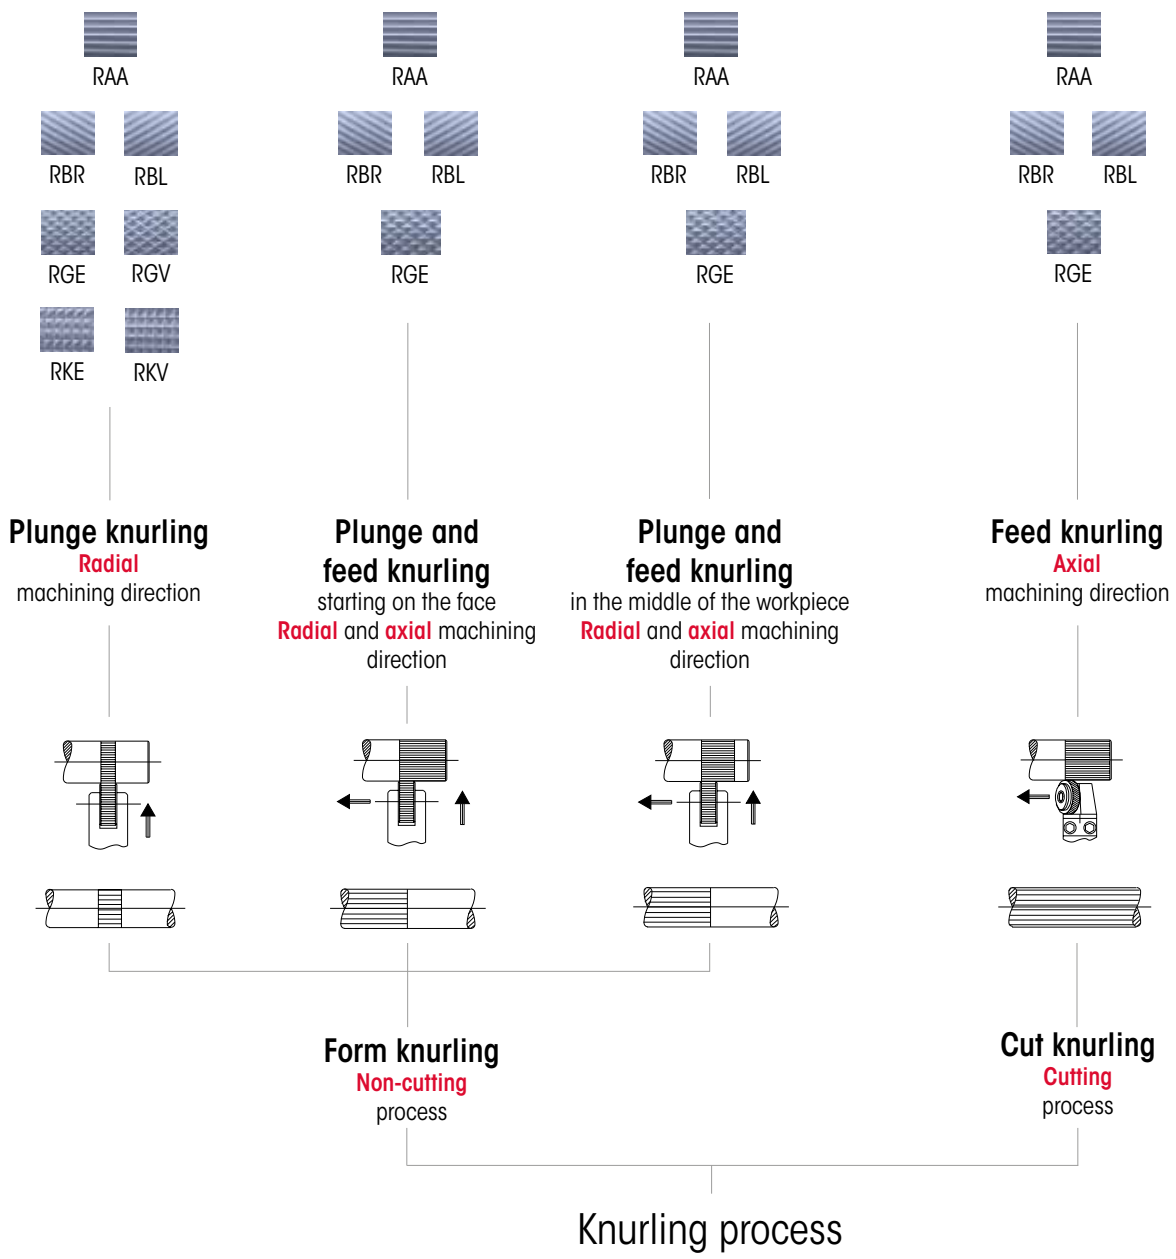 RAA
RAA
RAA
RAA
RBR
RBL
RBR
RBL
RBR
RBL
RBR
RBL
RGE
RGV
RGE
RGE
RGE
RKE
RKV
Plunge knurling
Radial
machining direction
Plunge and
feed knurling
starting on the face
Radial and axial machining
direction
Plunge and
feed knurling
in the middle of the workpiece
Radial and axial machining
direction
Feed knurling
Axial
machining direction
Form knurling
Non-cutting
process
Cut knurling
Cutting
process
Knurling process